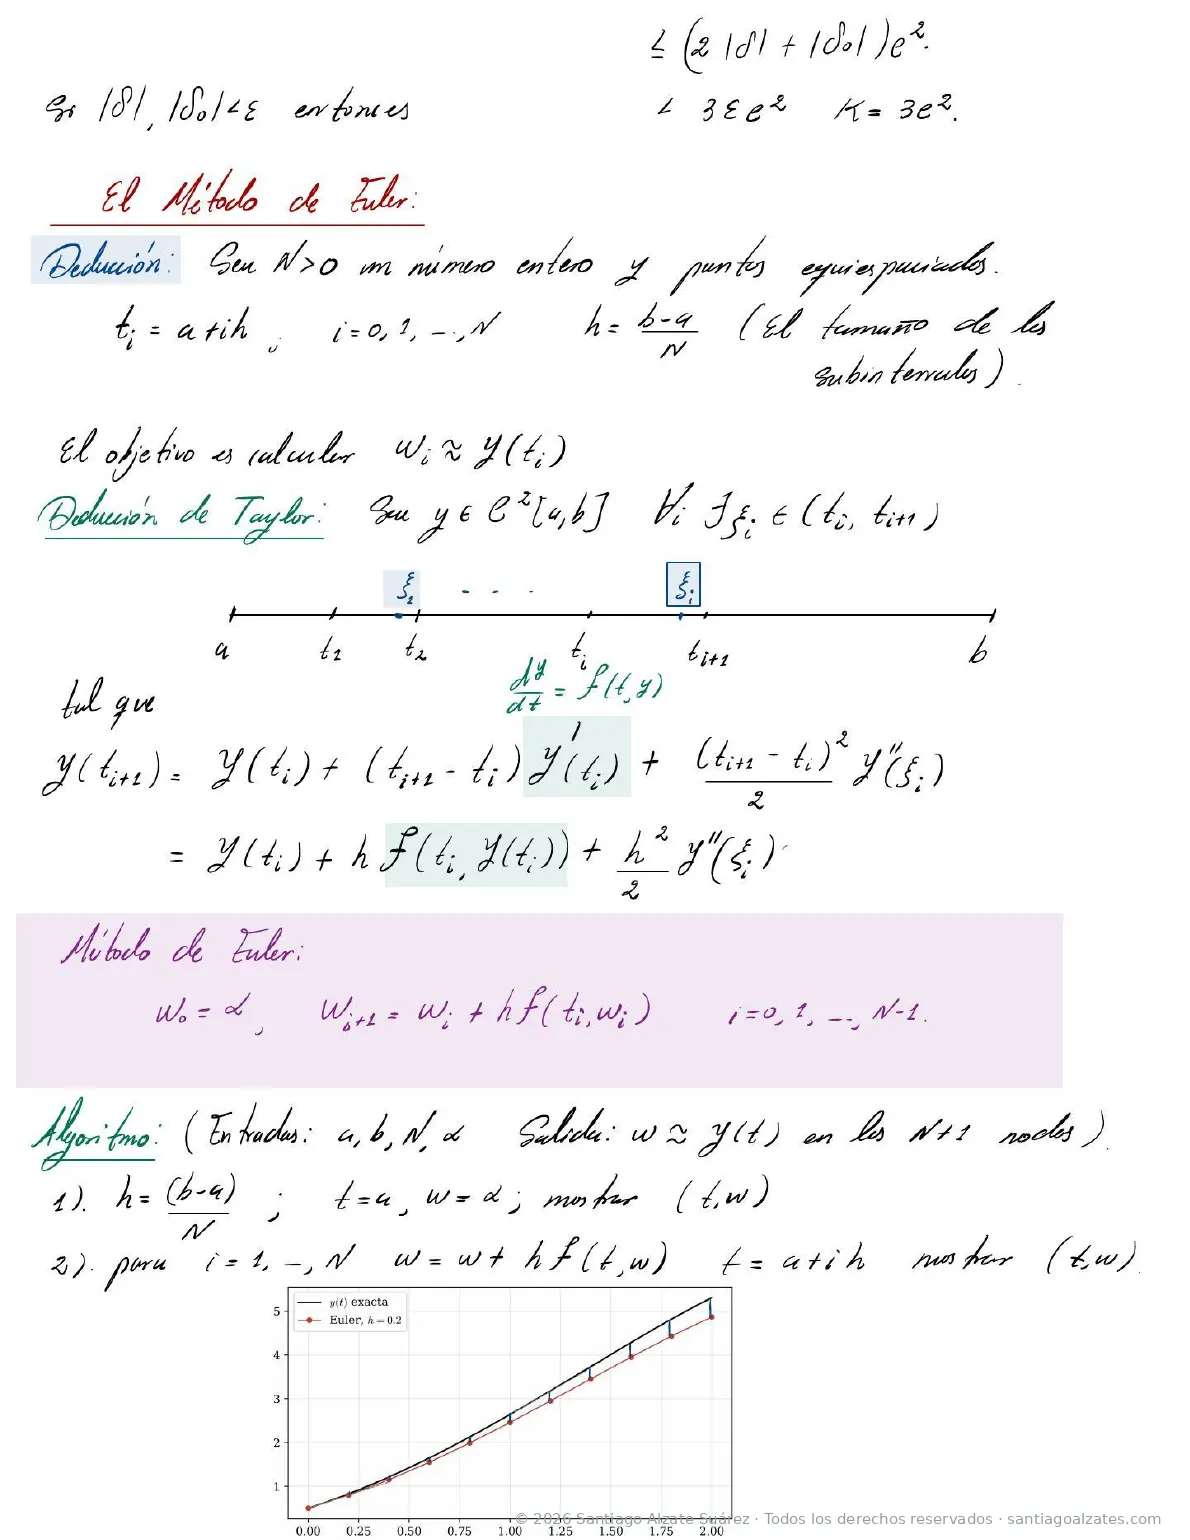 ≤ (2|δ| + |δ₀|)e².
Si |δ|, |δ₀| < ε entonces < 3εe² K = 3e².
El Método de Euler:
Deducción: Sea N>0 un número entero y puntos equiespaciados.
tᵢ = a+ih, i=0, 1, ..., N h = (b-a)/N (El tamaño de los
subintervalos).
El objetivo es calcular wᵢ ≈ y(tᵢ)
Deducción de Taylor: Sea y ∈ C²[a,b] ∀i ∃ξᵢ ∈ (tᵢ, tᵢ₊₁)
ξ₂ ... ξᵢ
a t₁ t₂ tᵢ tᵢ₊₁ b
dy/dt = f(t,y)
tal que
y(tᵢ₊₁) = y(tᵢ) + (tᵢ₊₁ - tᵢ) y'(tᵢ) + (tᵢ₊₁ - tᵢ)²/2 y''(ξᵢ)
= y(tᵢ) + h f(tᵢ, y(tᵢ)) + h²/2 y''(ξᵢ)
Método de Euler:
w₀ = α, wᵢ₊₁ = wᵢ + hf(tᵢ,wᵢ) i=0, 1, ..., N-1.
Algoritmo: (Entradas: a, b, N, α Salida: w ≈ y(t) en los N+1 nodos).
1). h = (b-a)/N ; t=a, w=α; mostrar (t,w)
2). para i = 1, ..., N w = w + hf(t,w) t = a+ih mostrar (t,w).
y(t) exacta
Euler, h = 0.2
5
4
3
2
1
0.00 0.25 0.50 0.75 1.00 1.25 1.50 1.75 2.00
© 2026 Santiago Alzate Suárez · Todos los derechos reservados · santiagoalzates.com